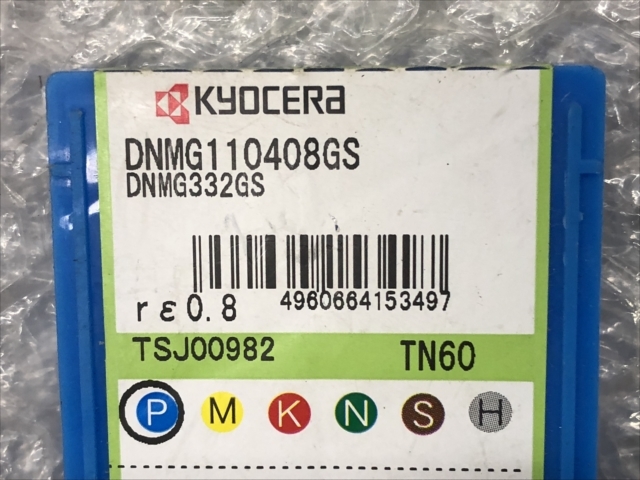 KYOCERA
DNMG110408GS
DNMG332GS
rε0.8
4960664153497
TSJ00982
TN60
P M K N S H